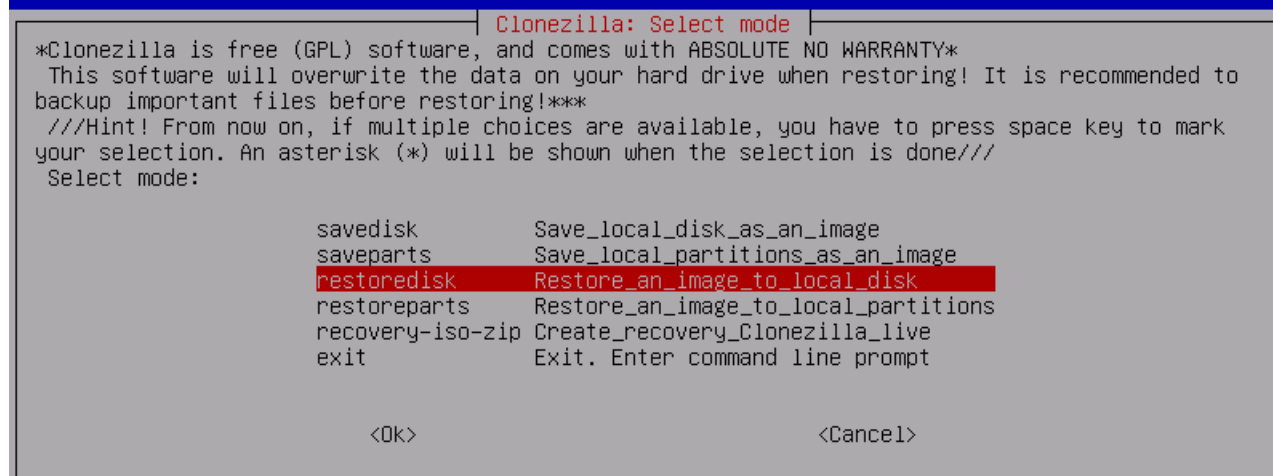 Clonezilla: Select mode
*Clonezilla is free (GPL) software, and comes with ABSOLUTE NO WARRANTY*
This software will overwrite the data on your hard drive when restoring! It is recommended to
backup important files before restoring!***
///Hint! From now on, if multiple choices are available, you have to press space key to mark
your selection. An asterisk (*) will be shown when the selection is done///
Select mode:
savedisk Save_local_disk_as_an_image
saveparts Save_local_partitions_as_an_image
restoredisk Restore_an_image_to_local_disk
restoreparts Restore_an_image_to_local_partitions
recovery-iso-zip Create_recovery_Clonezilla_live
exit Exit. Enter command line prompt
<Ok> <Cancel>